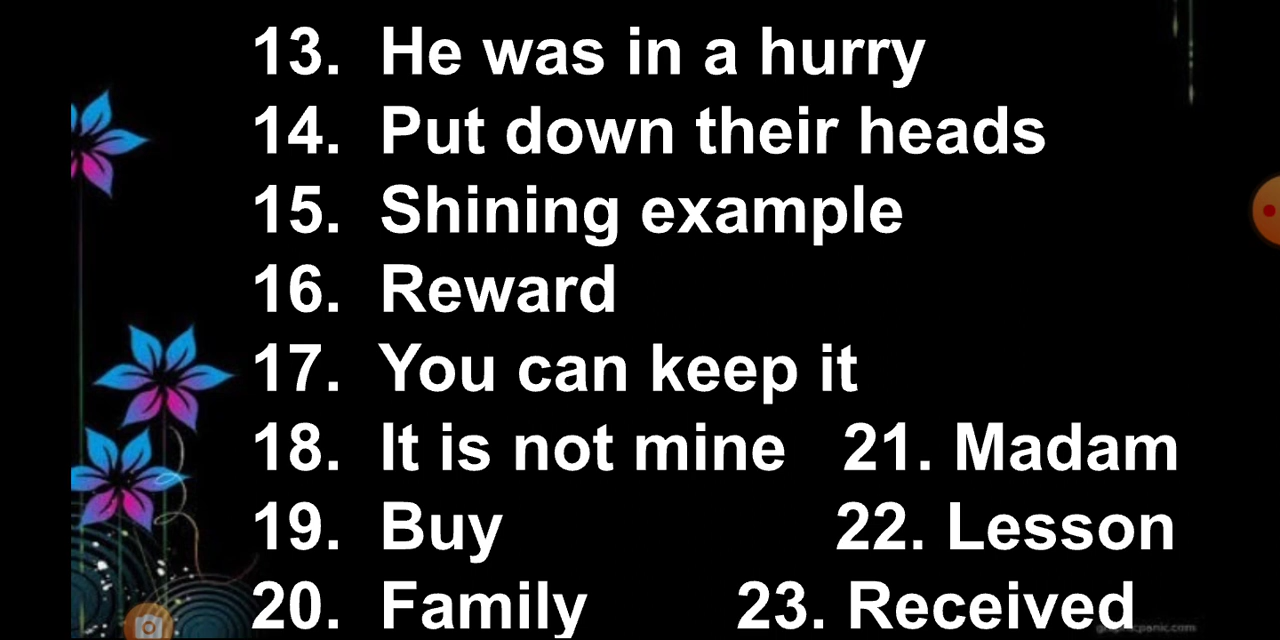 13. He was in a hurry
14. Put down their heads
15. Shining example
16. Reward
17. You can keep it
18. It is not mine 21. Madam
19. Buy 22. Lesson
20. Family 23. Received